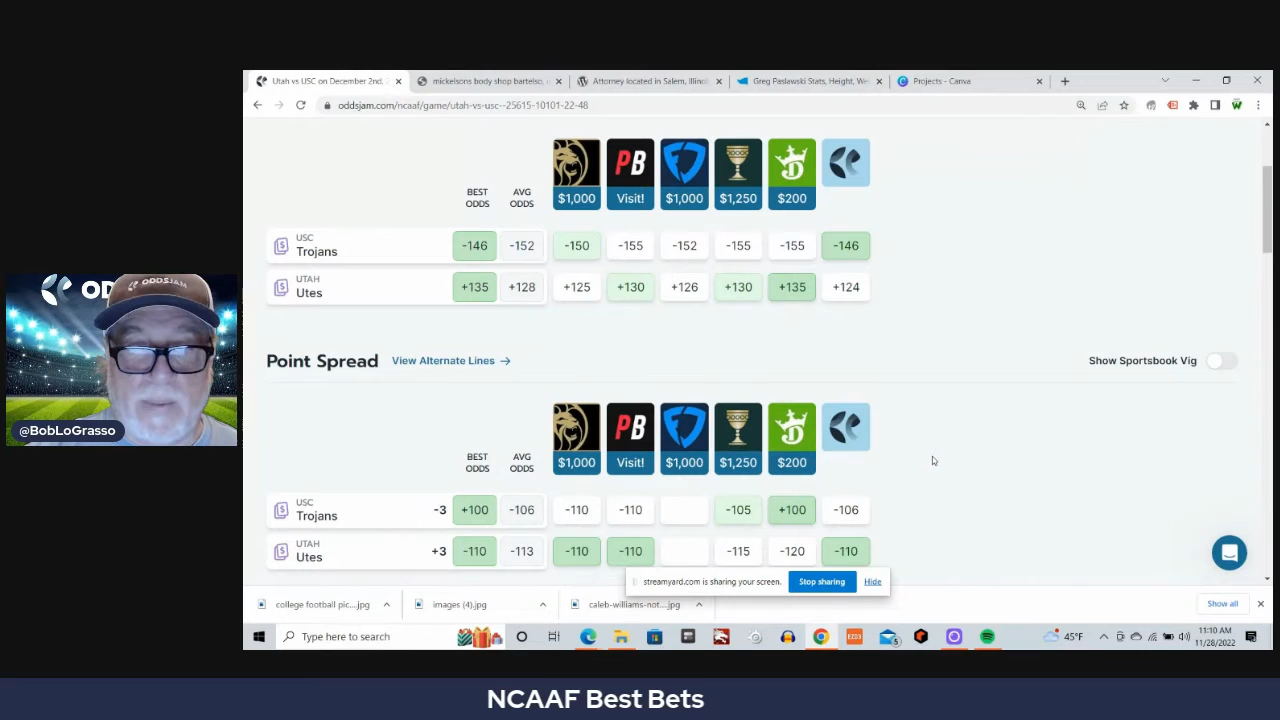 Utah vs USC on December 2nd, 2
mickelsons body shop bartelso, i
Attorney located in Salem, Illinois
Greg Paslawski Stats, Height, We
Projects - Canva
oddsjam.com/ncaaf/game/utah-vs-usc--25615-10101-22-48
PB
BEST ODDS
AVG ODDS
$1,000
Visit!
$1,000
$1,250
$200
USC
Trojans
-146 -152 -150 -155 -152 -155 -155 -146
UTAH
Utes
+135 +128 +125 +130 +126 +130 +135 +124
Point Spread
View Alternate Lines →
Show Sportsbook Vig
PB
BEST ODDS
AVG ODDS
$1,000
Visit!
$1,000
$1,250
$200
USC
Trojans
-3 +100 -106 -110 -110 -105 +100 -106
UTAH
Utes
+3 -110 -113 -110 -110 -115 -120 -110
streamyard.com is sharing your screen.
Stop sharing
Hide
college football pic....jpg
images (4).jpg
caleb-williams-not....jpg
Show all
Type here to search
EZD3
5
45°F
11:10 AM
11/28/2022
ODDSJAM
OD
@BobLoGrasso
NCAAF Best Bets